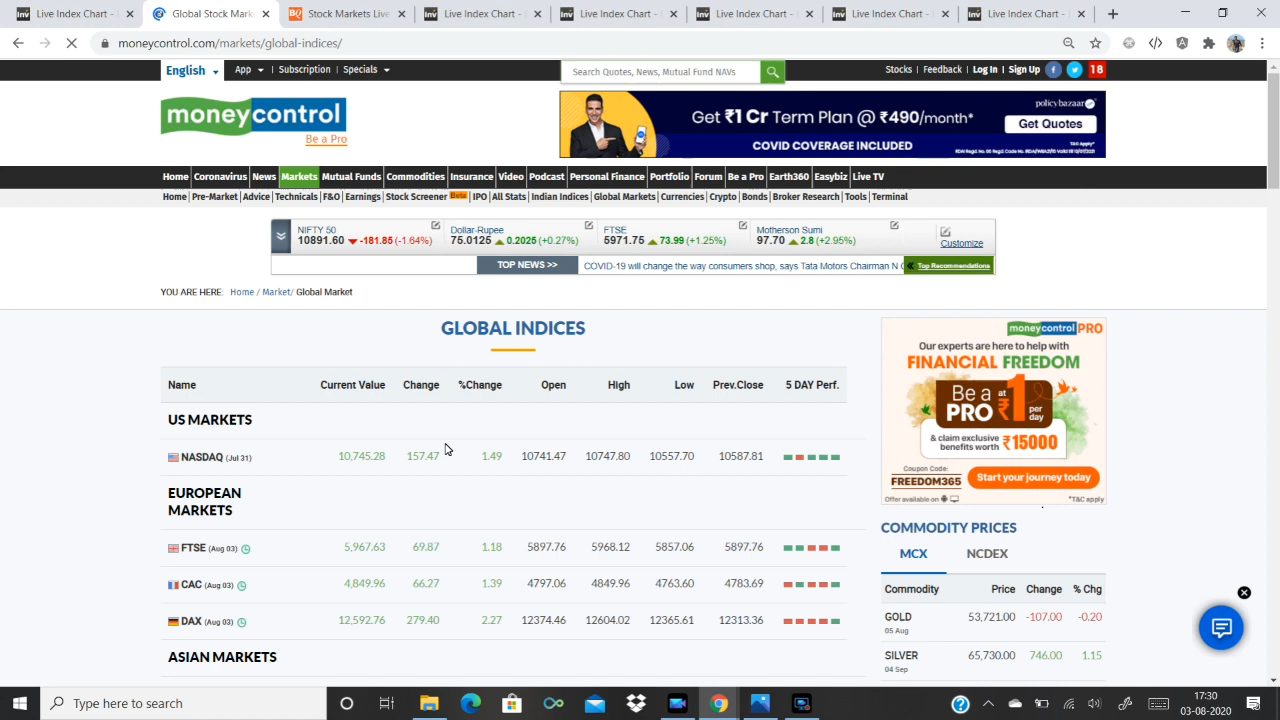 Live Index Chart - E
Global Stock Mark
Stock Markets Live
Live Index Chart - E
Live Index Chart -
Live Index Chart -
Live Index Chart -
Live Index Chart -
moneycontrol.com/markets/global-indices/
English App | Subscription | Specials
Search Quotes, News, Mutual Fund NAVs
Stocks | Feedback | Log In | Sign Up 18
moneycontrol
Be a Pro
Get ₹1 Cr Term Plan @ ₹490/month*
COVID COVERAGE INCLUDED
policybazaar
Get Quotes
Home Coronavirus News Markets Mutual Funds Commodities Insurance Video Podcast Personal Finance Portfolio Forum Be a Pro Earth360 Easybiz Live TV
Home Pre-Market Advice Technicals F&O Earnings Stock Screener Beta IPO All Stats Indian Indices Global Markets Currencies Crypto Bonds Broker Research Tools Terminal
NIFTY 50 Dollar-Rupee FTSE Motherson Sumi
10891.60 -181.85 (-1.64%) 75.0125 0.2025 (+0.27%) 5971.75 73.99 (+1.25%) 97.70 2.8 (+2.95%) Customize
TOP NEWS >> COVID-19 will change the way consumers shop, says Tata Motors Chairman N C Top Recommendations
YOU ARE HERE: Home / Market/ Global Market
GLOBAL INDICES
Name Current Value Change %Change Open High Low Prev.Close 5 DAY Perf.
US MARKETS
NASDAQ (Jul 31) 10,745.28 157.47 1.49 10741.47 10747.80 10557.70 10587.81
EUROPEAN
MARKETS
FTSE (Aug 03) 5,967.63 69.87 1.18 5897.76 5968.12 5857.06 5897.76
CAC (Aug 03) 4,849.96 66.27 1.39 4797.06 4849.96 4763.60 4783.69
DAX (Aug 03) 12,592.76 279.40 2.27 12374.46 12604.02 12365.61 12313.36
ASIAN MARKETS
moneycontrol PRO
Our experts are here to help with
FINANCIAL FREEDOM
Be a PRO at ₹1 per day
& claim exclusive benefits worth ₹15000
Coupon Code:
FREEDOM365
Start your journey today
Offer available on
*T&C apply
COMMODITY PRICES
MCX NCDEX
Commodity Price Change % Chg
GOLD 53,721.00 -107.00 -0.20
05 Aug
SILVER 65,730.00 746.00 1.15
04 Sep
Type here to search
17:30
03-08-2020